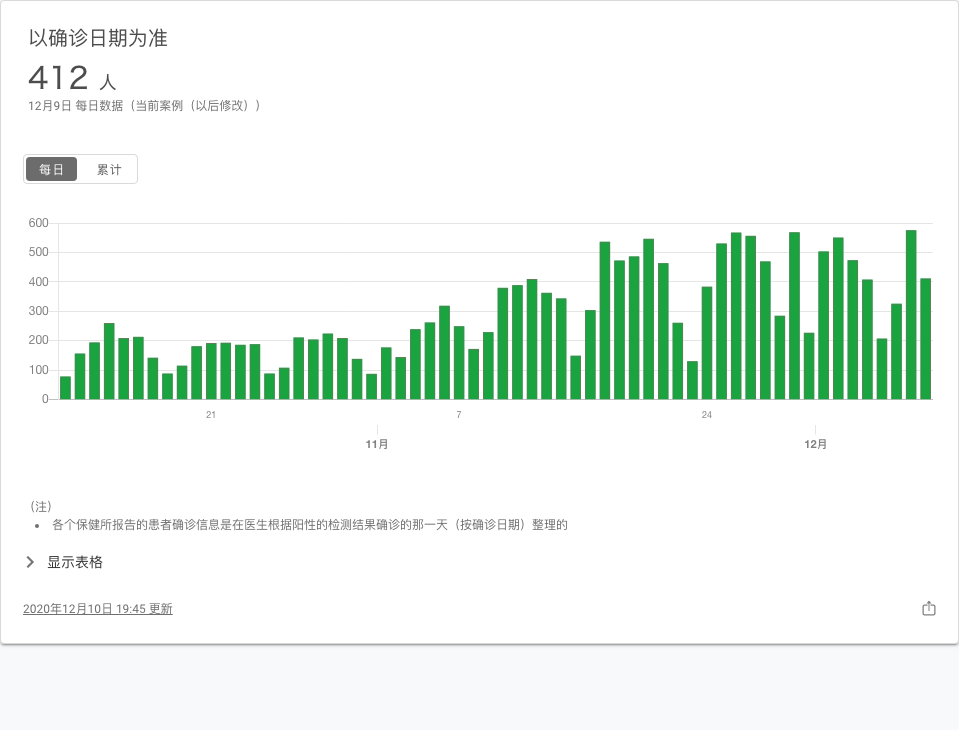 以确诊日期为准
412 人
12月9日 每日数据（当前案例（以后修改））
每日 累计
600
500
400
300
200
100
0
21 7 24
11月 12月
（注）
• 各个保健所报告的患者确诊信息是在医生根据阳性的检测结果确诊的那一天（按确诊日期）整理的
显示表格
2020年12月10日 19:45 更新